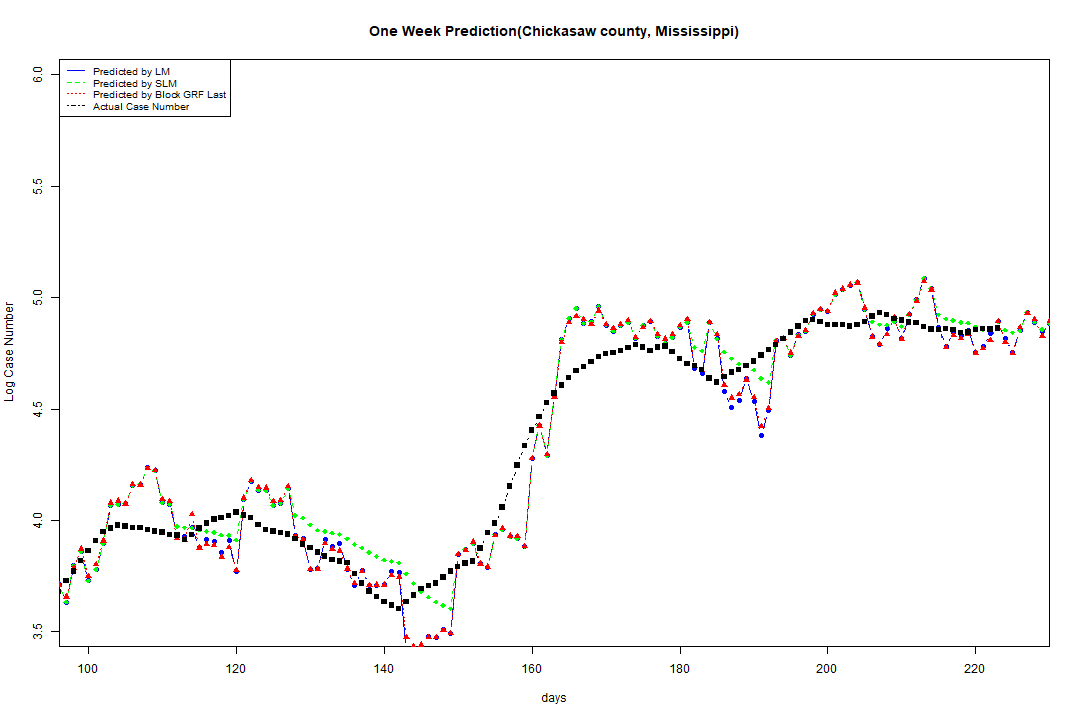 One Week Prediction(Chickasaw county, Mississippi)
Predicted by LM
Predicted by SLM
Predicted by Block GRF Last
Actual Case Number
6.0
5.5
5.0
4.5
4.0
3.5
Log Case Number
100 120 140 160 180 200 220
days